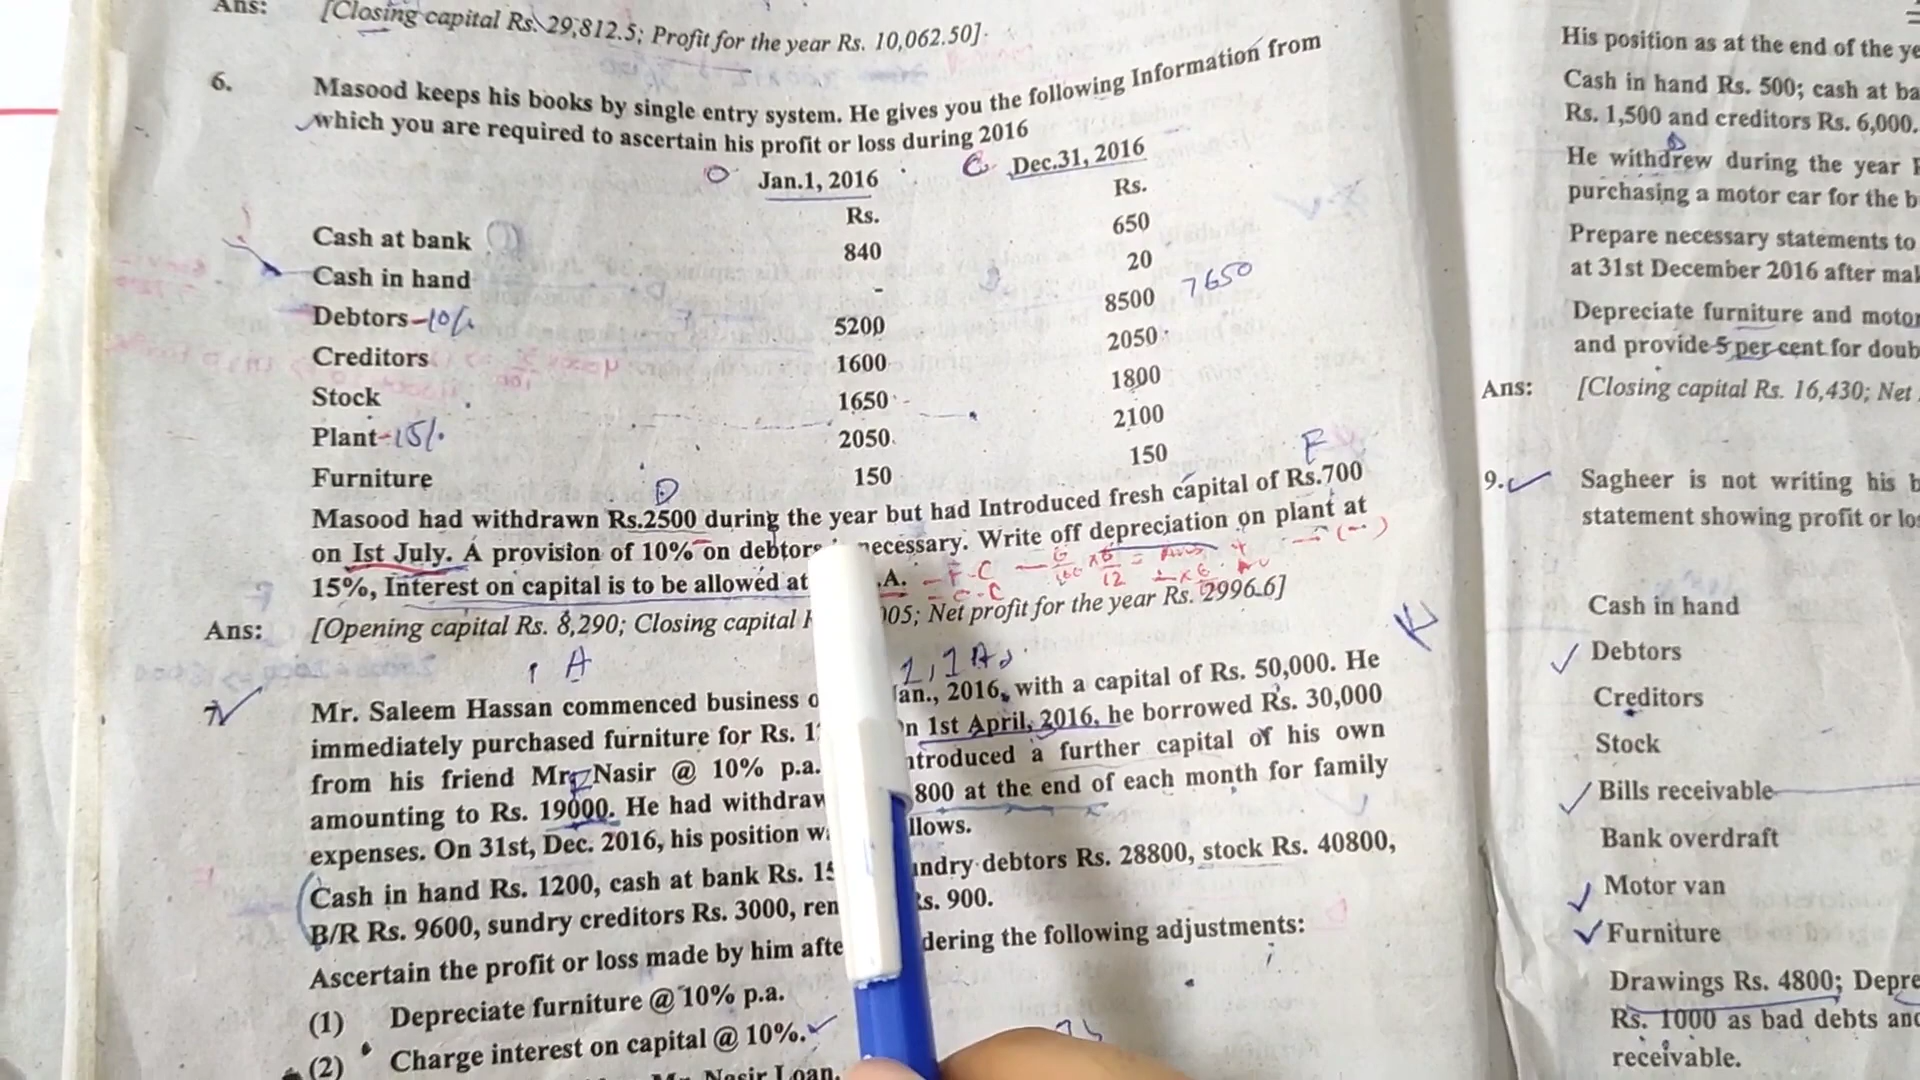 Ans: [Closing capital Rs. 29,812.5; Profit for the year Rs. 10,062.50].
6. Masood keeps his books by single entry system. He gives you the following Information from
which you are required to ascertain his profit or loss during 2016
O Jan.1, 2016 C Dec.31, 2016
Rs. Rs.
Cash at bank 840 650
Cash in hand - 20
Debtors -10/. 5200 8500 7650
Creditors 1600 2050
Stock 1650 1800
Plant -15/. 2050 2100
Furniture 150 150
D F
Masood had withdrawn Rs.2500 during the year but had Introduced fresh capital of Rs.700
on Ist July. A provision of 10% on debtors necessary. Write off depreciation on plant at
15%, Interest on capital is to be allowed at .A. - F-C
Ans: [Opening capital Rs. 8,290; Closing capital 005; Net profit for the year Rs. 2996.6]
A
7. Mr. Saleem Hassan commenced business Jan., 2016, with a capital of Rs. 50,000. He
immediately purchased furniture for Rs. 1st April, 2016, he borrowed Rs. 30,000
from his friend Mr. Nasir @ 10% p.a. introduced a further capital of his own
amounting to Rs. 19000. He had 800 at the end of each month for family
expenses. On 31st, Dec. 2016, his position
Cash in hand Rs. 1200, cash at bank Rs. debtors Rs. 28800, stock Rs. 40800,
B/R Rs. 9600, sundry creditors Rs. 3000, Rs. 900.
Ascertain the profit or loss made by him the following adjustments:
(1) Depreciate furniture @ 10% p.a.
(2) Charge interest on capital @ 10%.
Nasir Loan.
His position as at the end of the
Cash in hand Rs. 500; cash at
Rs. 1,500 and creditors Rs. 6,000.
He withdrew during the year
purchasing a motor car for the
Prepare necessary statements to
at 31st December 2016 after
Depreciate furniture and
and provide 5 per cent for
Ans: [Closing capital Rs. 16,430; Net
9. Sagheer is not writing his
statement showing profit or
Cash in hand
Debtors
Creditors
Stock
Bills receivable
Bank overdraft
Motor van
Furniture
Drawings Rs. 4800;
Rs. 1000 as bad debts
receivable.